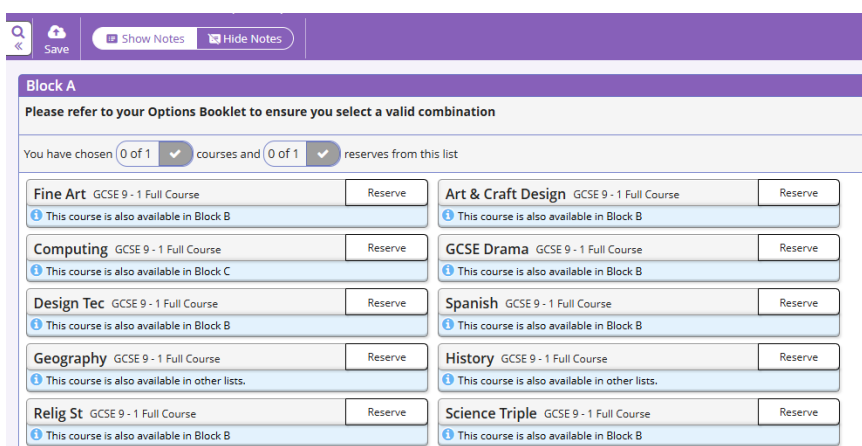 Save
Show Notes
Hide Notes
Block A
Please refer to your Options Booklet to ensure you select a valid combination
You have chosen 0 of 1 courses and 0 of 1 reserves from this list
Fine Art GCSE 9 - 1 Full Course Reserve
This course is also available in Block B
Art & Craft Design GCSE 9 - 1 Full Course Reserve
This course is also available in Block B
Computing GCSE 9 - 1 Full Course Reserve
This course is also available in Block C
GCSE Drama GCSE 9 - 1 Full Course Reserve
This course is also available in Block B
Design Tec GCSE 9 - 1 Full Course Reserve
This course is also available in Block B
Spanish GCSE 9 - 1 Full Course Reserve
This course is also available in Block B
Geography GCSE 9 - 1 Full Course Reserve
This course is also available in other lists.
History GCSE 9 - 1 Full Course Reserve
This course is also available in other lists.
Relig St GCSE 9 - 1 Full Course Reserve
This course is also available in Block B
Science Triple GCSE 9 - 1 Full Course Reserve
This course is also available in Block B